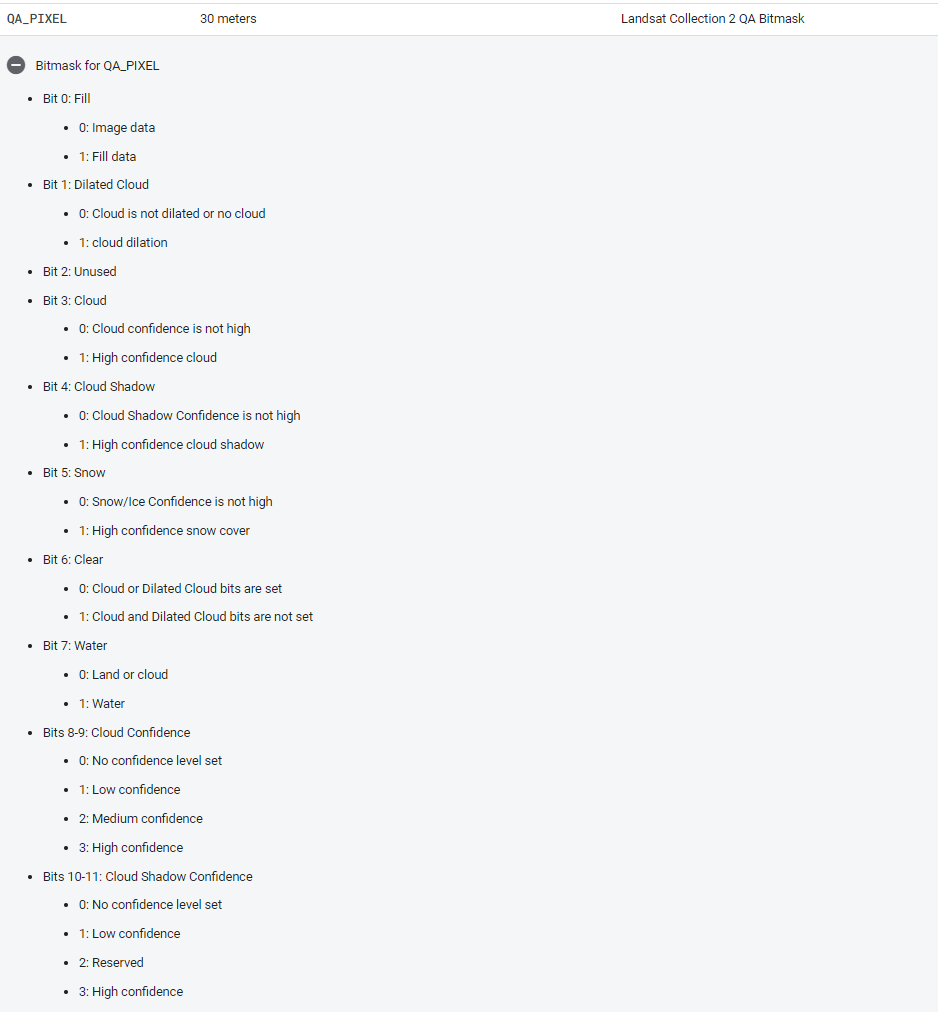 QA_PIXEL 30 meters Landsat Collection 2 QA Bitmask
Bitmask for QA_PIXEL
Bit 0: Fill
0: Image data
1: Fill data
Bit 1: Dilated Cloud
0: Cloud is not dilated or no cloud
1: cloud dilation
Bit 2: Unused
Bit 3: Cloud
0: Cloud confidence is not high
1: High confidence cloud
Bit 4: Cloud Shadow
0: Cloud Shadow Confidence is not high
1: High confidence cloud shadow
Bit 5: Snow
0: Snow/Ice Confidence is not high
1: High confidence snow cover
Bit 6: Clear
0: Cloud or Dilated Cloud bits are set
1: Cloud and Dilated Cloud bits are not set
Bit 7: Water
0: Land or cloud
1: Water
Bits 8-9: Cloud Confidence
0: No confidence level set
1: Low confidence
2: Medium confidence
3: High confidence
Bits 10-11: Cloud Shadow Confidence
0: No confidence level set
1: Low confidence
2: Reserved
3: High confidence